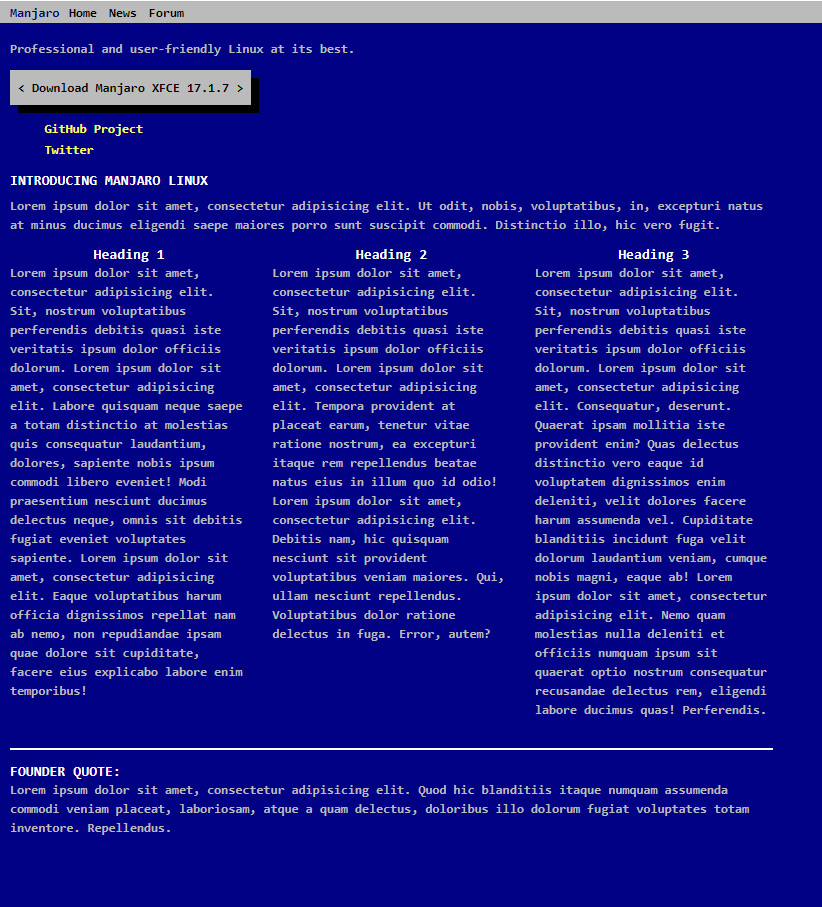 Manjaro Home News Forum
Professional and user-friendly Linux at its best.
< Download Manjaro XFCE 17.1.7 >
GitHub Project
Twitter
INTRODUCING MANJARO LINUX
Lorem ipsum dolor sit amet, consectetur adipisicing elit. Ut odit, nobis, voluptatibus, in, excepturi natus
at minus ducimus eligendi saepe maiores porro sunt suscipit commodi. Distinctio illo, hic vero fugit.
Heading 1
Lorem ipsum dolor sit amet,
consectetur adipisicing elit.
Sit, nostrum voluptatibus
perferendis debitis quasi iste
veritatis ipsum dolor officiis
dolorum. Lorem ipsum dolor sit
amet, consectetur adipisicing
elit. Labore quisquam neque saepe
a totam distinctio at molestias
quis consequatur laudantium,
dolores, sapiente nobis ipsum
commodi libero eveniet! Modi
praesentium nesciunt ducimus
delectus neque, omnis sit debitis
fugiat eveniet voluptates
sapiente. Lorem ipsum dolor sit
amet, consectetur adipisicing
elit. Eaque voluptatibus harum
officia dignissimos repellat nam
ab nemo, non repudiandae ipsam
quae dolore sit cupiditate,
facere eius explicabo labore enim
temporibus!
Heading 2
Lorem ipsum dolor sit amet,
consectetur adipisicing elit.
Sit, nostrum voluptatibus
perferendis debitis quasi iste
veritatis ipsum dolor officiis
dolorum. Lorem ipsum dolor sit
amet, consectetur adipisicing
elit. Tempora provident at
placeat earum, tenetur vitae
ratione nostrum, ea excepturi
itaque rem repellendus beatae
natus eius in illum quo id odio!
Lorem ipsum dolor sit amet,
consectetur adipisicing elit.
Debitis nam, hic quisquam
nesciunt sit provident
voluptatibus veniam maiores. Qui,
ullam nesciunt repellendus.
Voluptatibus dolor ratione
delectus in fuga. Error, autem?
Heading 3
Lorem ipsum dolor sit amet,
consectetur adipisicing elit.
Sit, nostrum voluptatibus
perferendis debitis quasi iste
veritatis ipsum dolor officiis
dolorum. Lorem ipsum dolor sit
amet, consectetur adipisicing
elit. Consequatur, deserunt.
Quaerat ipsam mollitia iste
provident enim? Quas delectus
distinctio vero eaque id
voluptatem dignissimos enim
deleniti, velit dolores facere
harum assumenda vel. Cupiditate
blanditiis incidunt fuga velit
dolorum laudantium veniam, cumque
nobis magni, eaque ab! Lorem
ipsum dolor sit amet, consectetur
adipisicing elit. Nemo quam
molestias nulla deleniti et
officiis numquam ipsum sit
quaerat optio nostrum consequatur
recusandae delectus rem, eligendi
labore ducimus quas! Perferendis.
FOUNDER QUOTE:
Lorem ipsum dolor sit amet, consectetur adipisicing elit. Quod hic blanditiis itaque numquam assumenda
commodi veniam placeat, laboriosam, atque a quam delectus, doloribus illo dolorum fugiat voluptates totam
inventore. Repellendus.